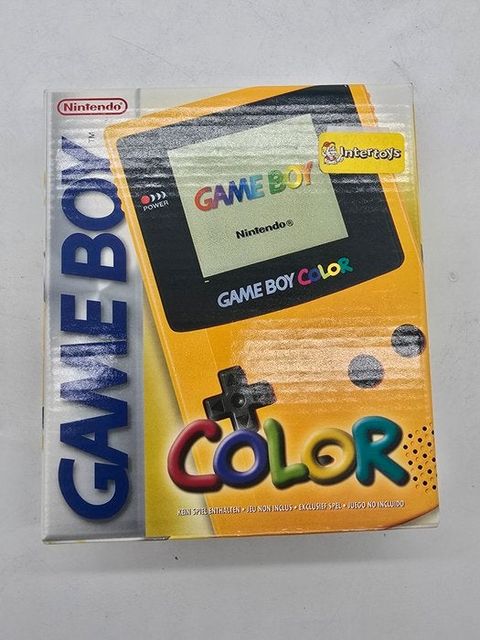 Nintendo®
GAME BOY™
Intertoys
POWER
GAME BOY
Nintendo®
GAME BOY COLOR
COLOR
KEIN SPIEL ENTHALTEN • JEU NON INCLUS • EXCLUSIEF SPEL • JUEGO NO INCLUIDO